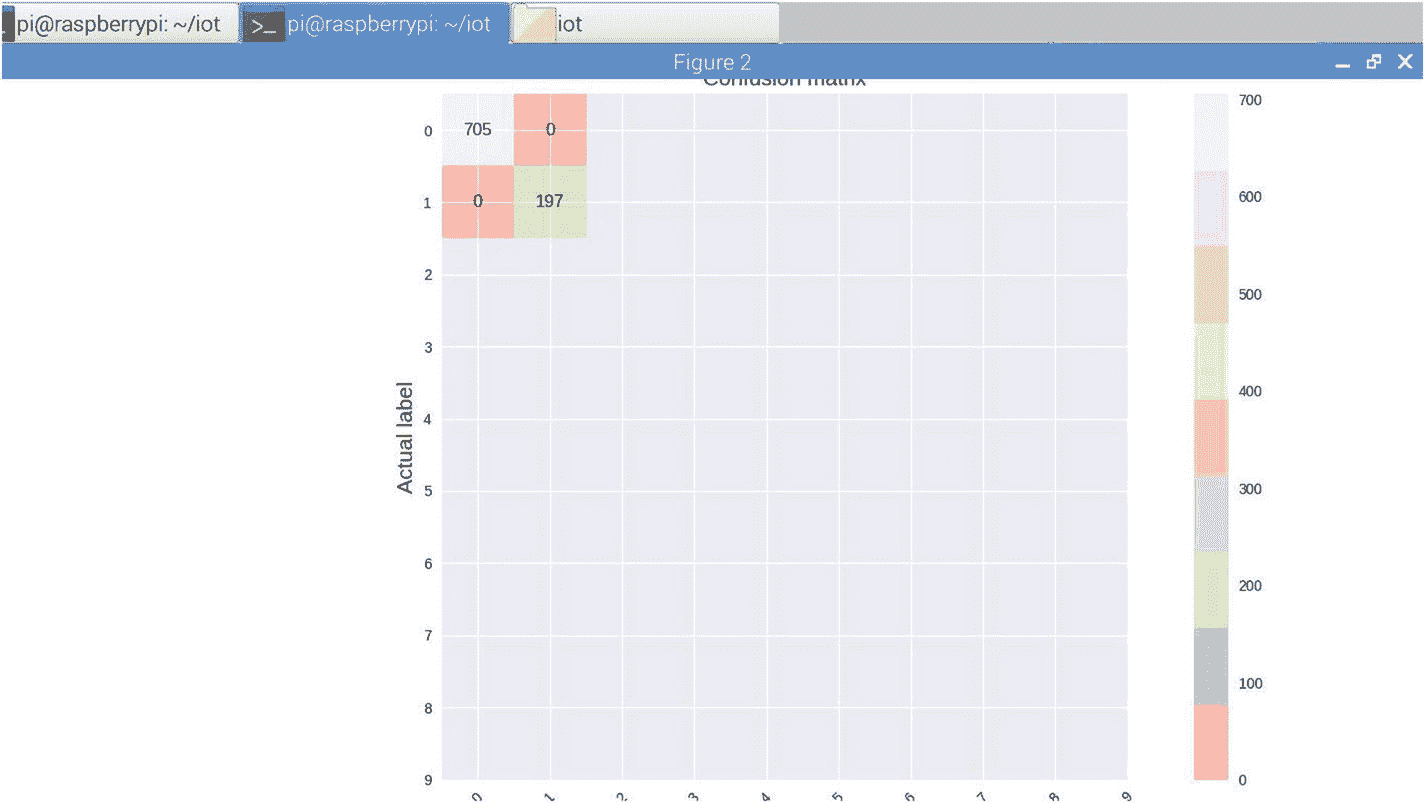 pi@raspberrypi: ~/iot
>_ pi@raspberrypi: ~/iot
iot
Figure 2
Confusion matrix
705 0
0 197
0
1
2
3
4
5
6
7
8
9
Actual label
0 1 2 3 4 5 6 7 8 9
700
600
500
400
300
200
100
0